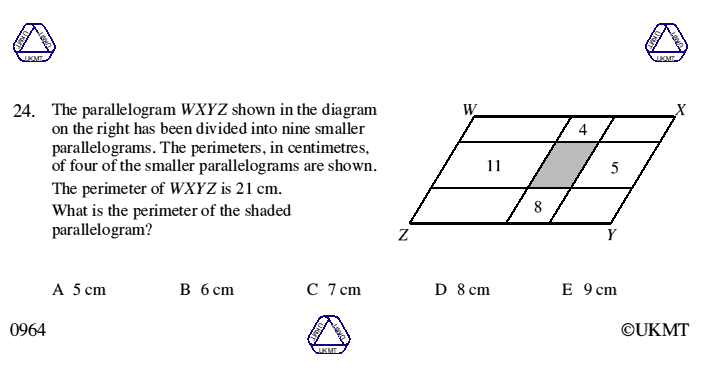 UKMT UKMT UKMT
UKMT UKMT UKMT
24. The parallelogram WXYZ shown in the diagram
on the right has been divided into nine smaller
parallelograms. The perimeters, in centimetres,
of four of the smaller parallelograms are shown.
The perimeter of WXYZ is 21 cm.
What is the perimeter of the shaded
parallelogram?
W X
4
11 5
8
Z Y
A 5 cm B 6 cm C 7 cm D 8 cm E 9 cm
0964 UKMT UKMT UKMT ©UKMT